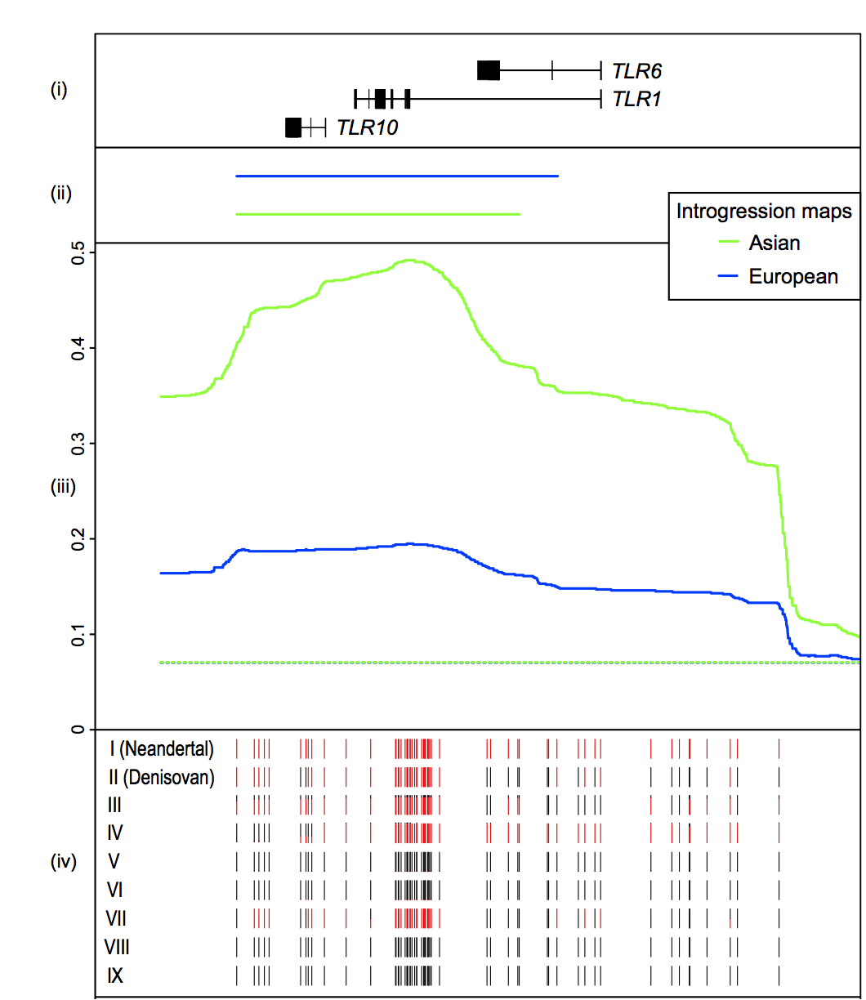 (i)
TLR6
TLR1
TLR10
(ii)
Introgression maps
Asian
European
0.5
0.4
0.3
(iii)
0.2
0.1
0
I (Neandertal)
II (Denisovan)
III
IV
(iv)
V
VI
VII
VIII
IX